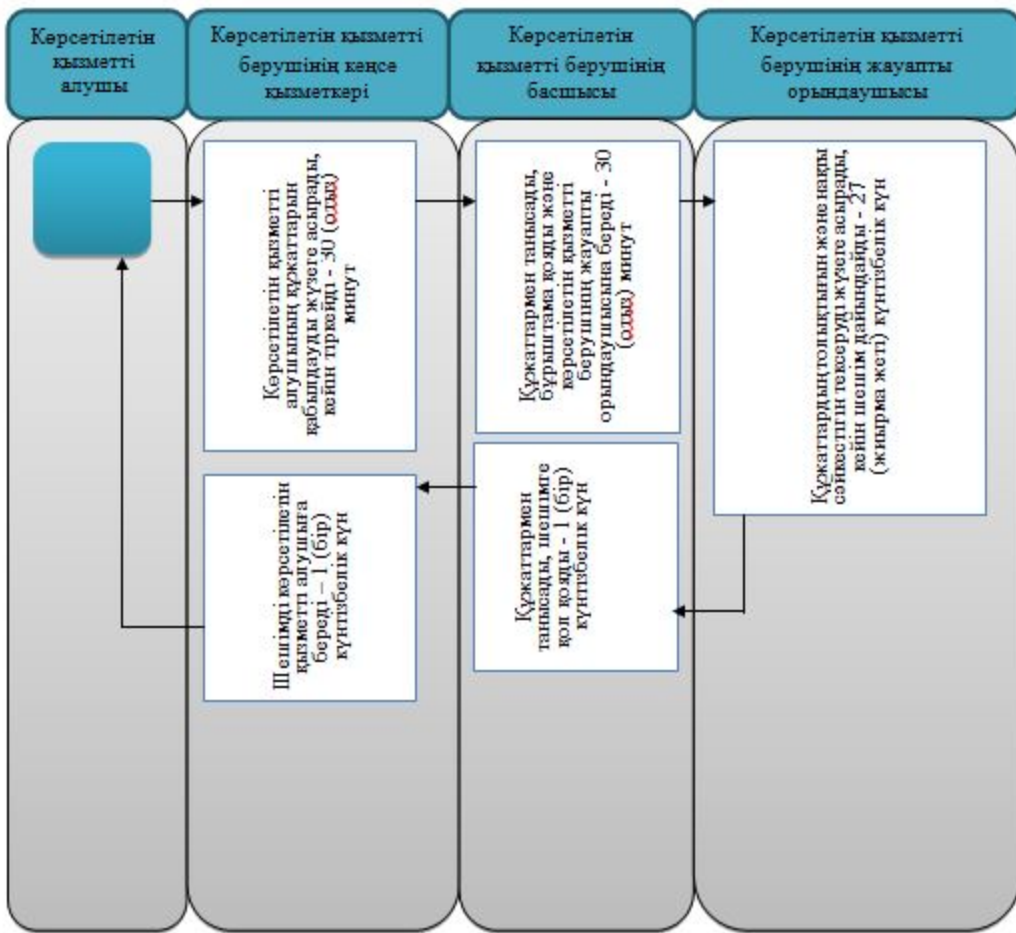 Көрсетілетін
қызметті
алушы
Көрсетілетін қызметті
берушінің кеңсе
қызметкері
Көрсетілетін
қызметті берушінің
басшысы
Көрсетілетін қызметті
берушінің жауапты
орындаушысы
Көрсетілетін қызметті
алушының құжаттарын
қабылдауды жүзеге асырады,
кейін тіркейді - 30 (отыз)
минут
Құжаттармен танысады,
бұрыштама қояды және
көрсетілетін қызметті
берушінің жауапты
орындаушысына береді - 30
(отыз) минут
Құжаттардың толықтығын және нақты
сәйкестігін тексеруді жүзеге асырады,
кейін шешім дайындайды - 27
(жиырма жеті) күнтізбелік күн
Құжаттармен
танысады, шешімге
қол қояды - 1 (бір)
күнтізбелік күн
Шешімді көрсетілетін
қызметті алушыға
береді – 1 (бір)
күнтізбелік күн